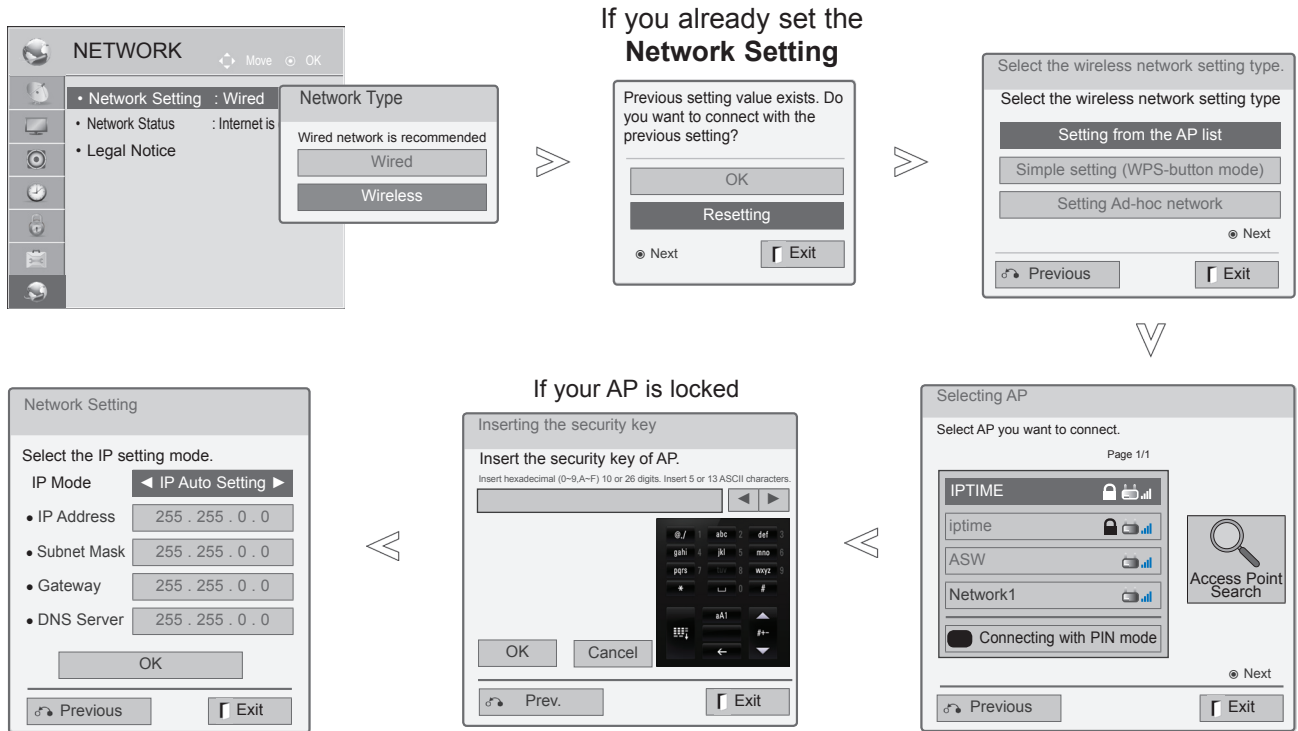 NETWORK
Move OK
• Network Setting : Wired
• Network Status : Internet is
• Legal Notice
Network Type
Wired network is recommended
Wired
Wireless
If you already set the
Network Setting
Previous setting value exists. Do
you want to connect with the
previous setting?
OK
Resetting
Next
Exit
Select the wireless network setting type.
Select the wireless network setting type
Setting from the AP list
Simple setting (WPS-button mode)
Setting Ad-hoc network
Next
Previous
Exit
Selecting AP
Select AP you want to connect.
Page 1/1
IPTIME
iptime
ASW
Network1
Connecting with PIN mode
Access Point
Search
Next
Previous
Exit
If your AP is locked
Inserting the security key
Insert the security key of AP.
Insert hexadecimal (0~9,A~F) 10 or 26 digits. Insert 5 or 13 ASCII characters.
◄ ►
@./ 1 abc 2 def 3
gahi 4 jkl 5 mno 6
pqrs 7 tuv 8 wxyz 9
* 0 #
aA1
#+-
OK
Cancel
Prev.
Exit
Network Setting
Select the IP setting mode.
IP Mode ◄ IP Auto Setting ►
• IP Address 255 . 255 . 0 . 0
• Subnet Mask 255 . 255 . 0 . 0
• Gateway 255 . 255 . 0 . 0
• DNS Server 255 . 255 . 0 . 0
OK
Previous
Exit